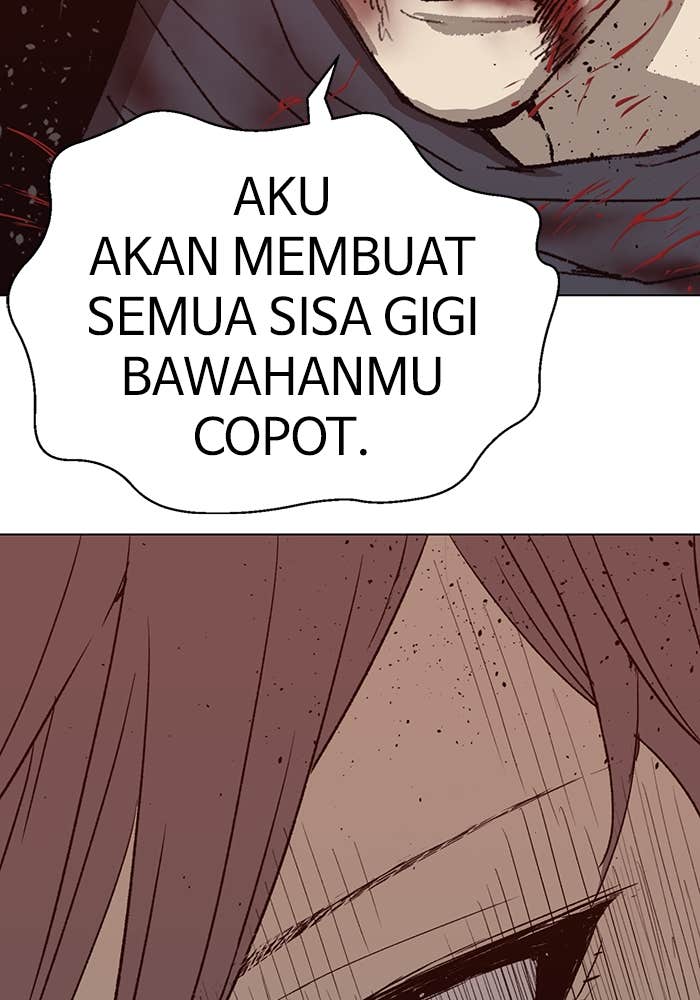 AKU
AKAN MEMBUAT
SEMUA SISA GIGI
BAWAHANMU
COPOT.